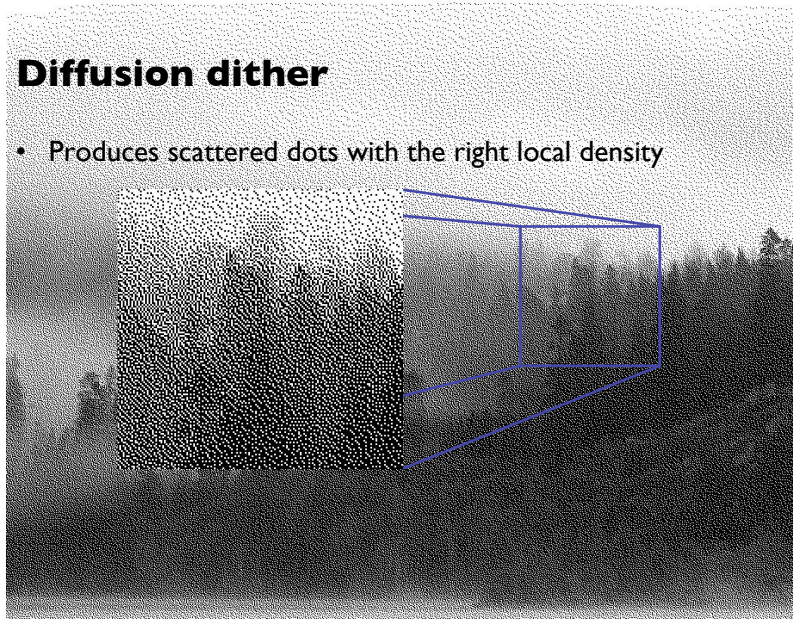 Diffusion dither
• Produces scattered dots with the right local density